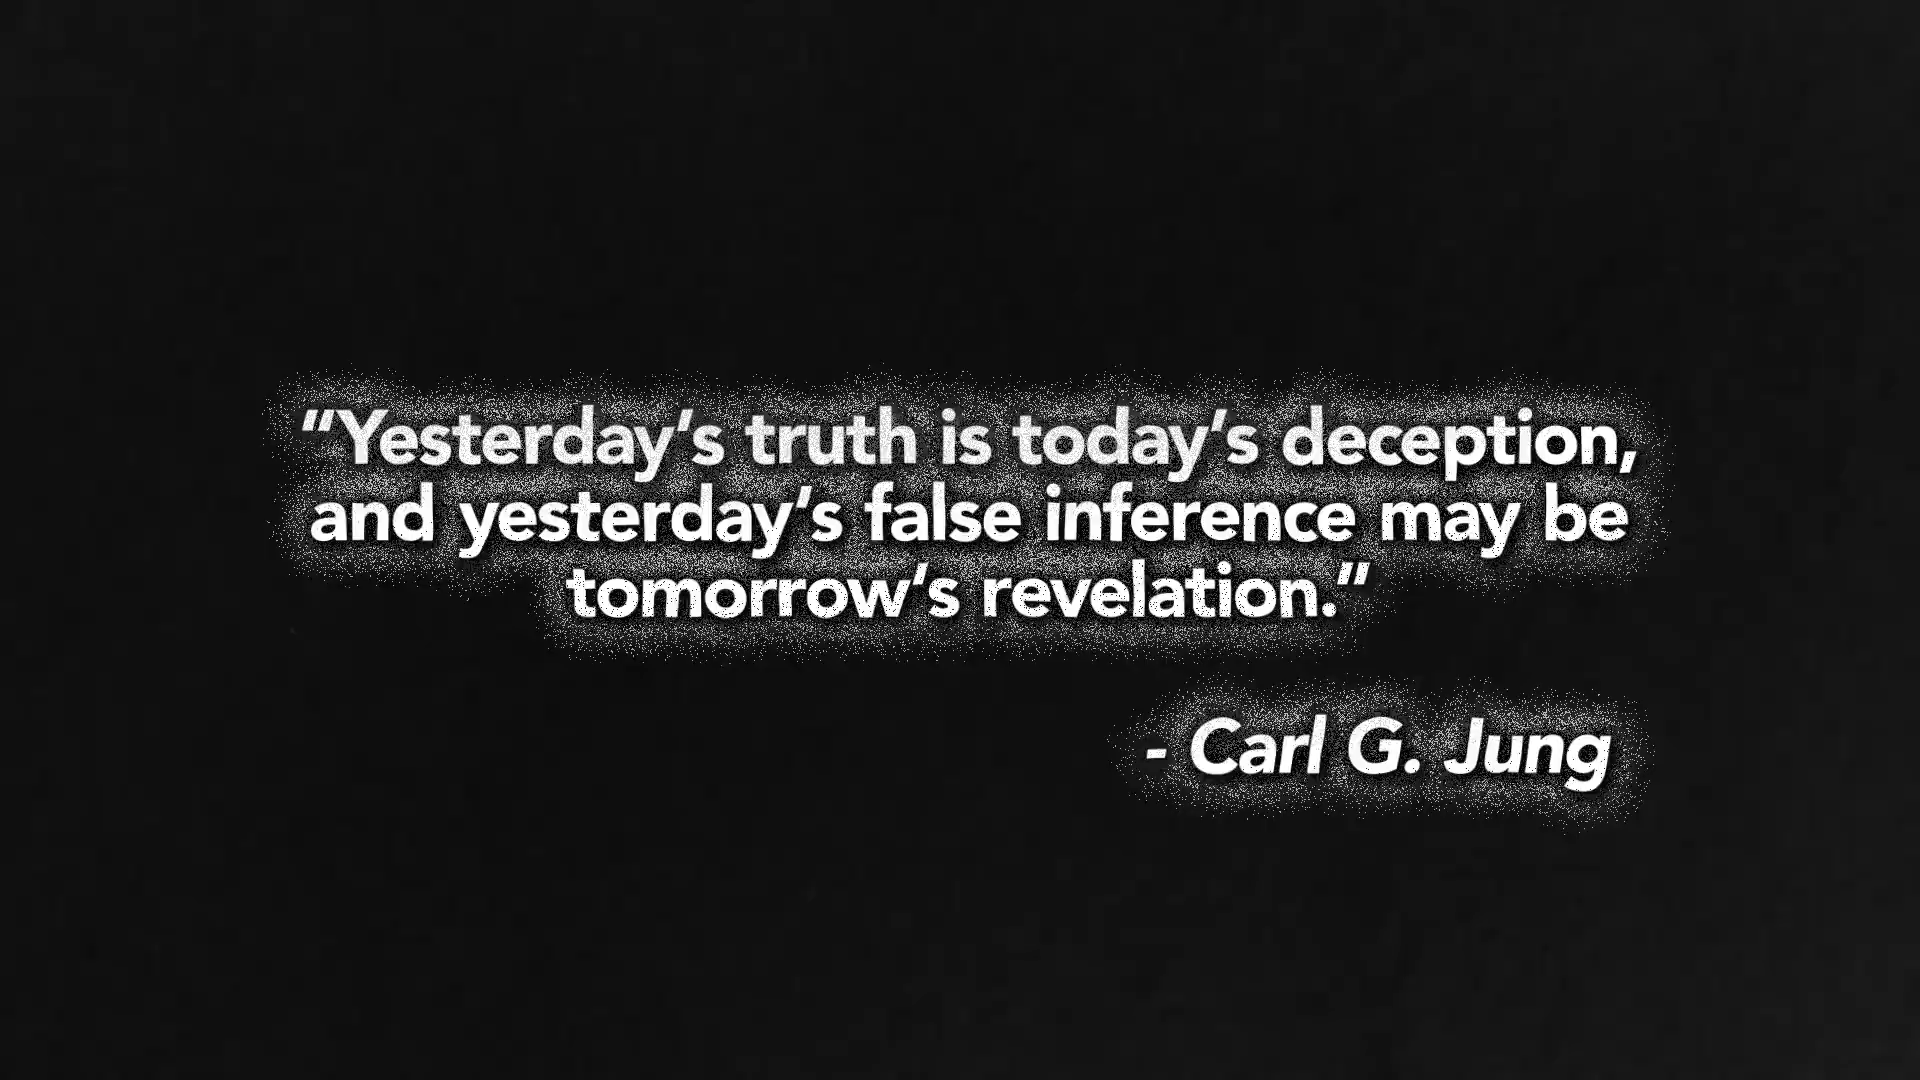 “Yesterday’s truth is today’s deception,
and yesterday’s false inference may be
tomorrow‘s revelation.”
- Carl G. Jung